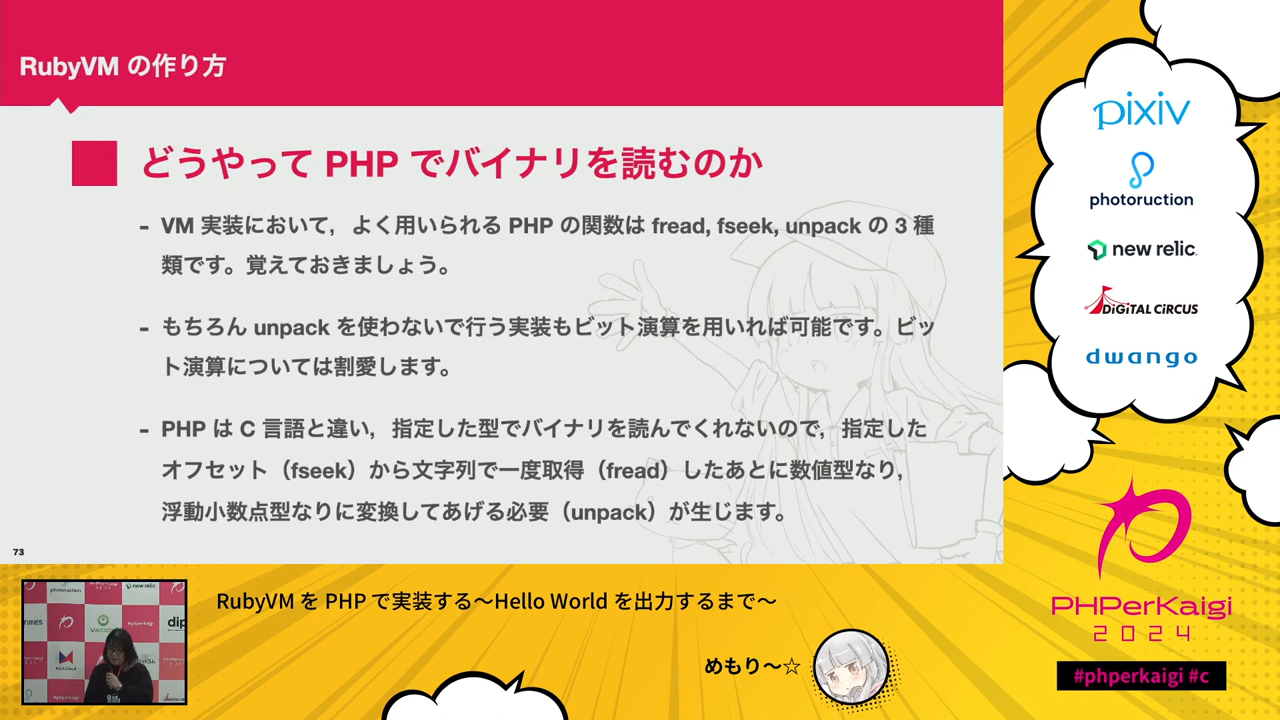 RubyVM の作り方
どうやって PHP でバイナリを読むのか
- VM 実装において，よく用いられる PHP の関数は fread, fseek, unpack の 3 種
類です。覚えておきましょう。
- もちろん unpack を使わないで行う実装もビット演算を用いれば可能です。ビッ
ト演算については割愛します。
- PHP は C 言語と違い，指定した型でバイナリを読んでくれないので，指定した
オフセット（fseek）から文字列で一度取得（fread）したあとに数値型なり，
浮動小数点型なりに変換してあげる必要（unpack）が生じます。
73
pixiv
photoruction
new relic
DiGiTAL CiRCUS
dwango
PHPerKaigi
2024
#phperkaigi #c
RubyVM を PHP で実装する〜Hello World を出力するまで〜
めもり〜☆